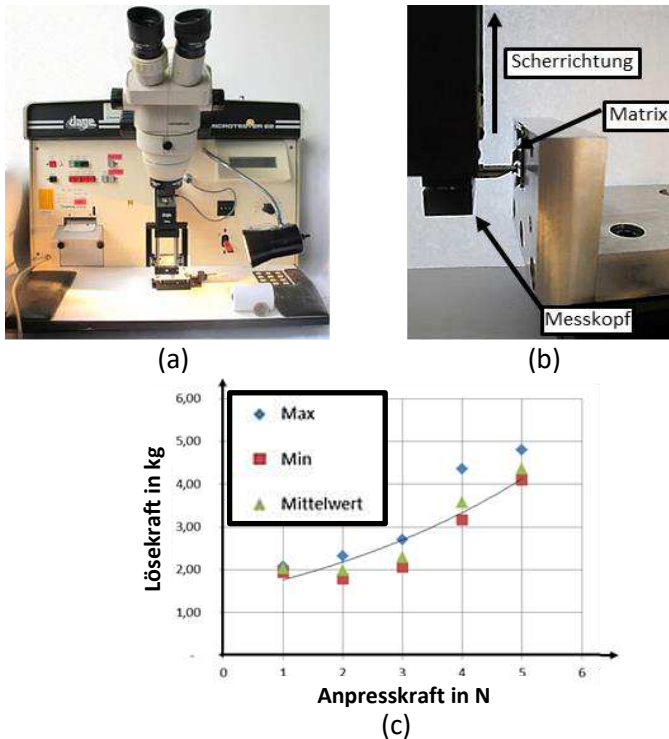 dage
MICROTESTER 22
(a)
Scherrichtung
Matrix
Messkopf
(b)
Lösekraft in kg
6,00
5,00
4,00
3,00
2,00
1,00
-
Max
Min
Mittelwert
0 1 2 3 4 5 6
Anpresskraft in N
(c)